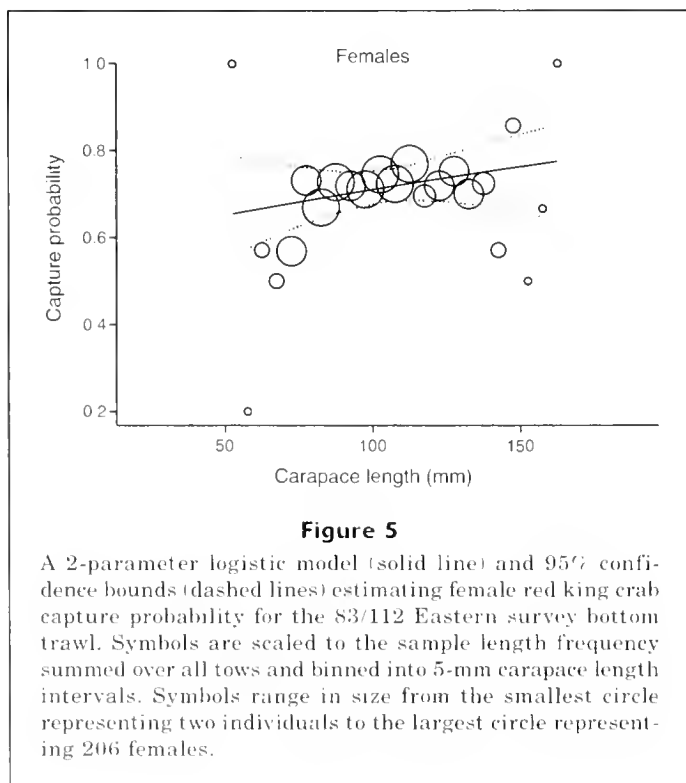 Females
1 0
0.8
0.6
0 4
0 2
Capture probability
50
100
150
Carapace length (mm)
Figure 5
A 2-parameter logistic model (solid line) and 95% confi-
dence bounds (dashed lines) estimating female red king crab
capture probability for the 83/112 Eastern survey bottom
trawl. Symbols are scaled to the sample length frequency
summed over all tows and binned into 5-mm carapace length
intervals. Symbols range in size from the smallest circle
representing two individuals to the largest circle represent-
ing 206 females.